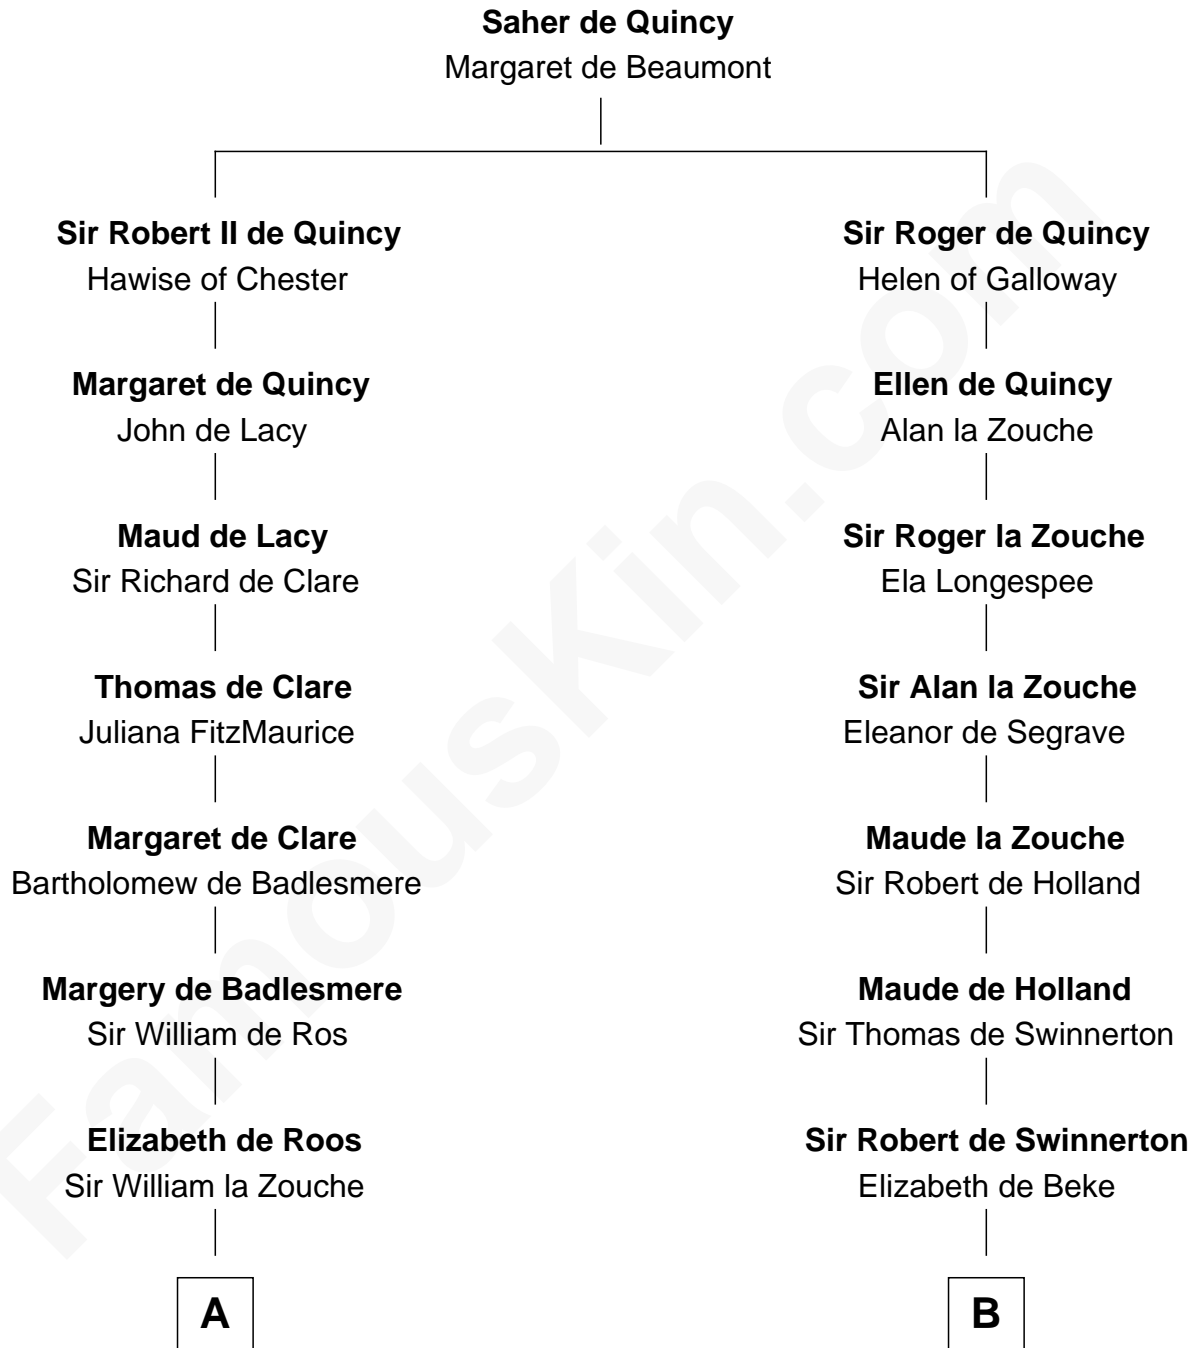 Saher de Quincy
Margaret de Beaumont
Sir Robert II de Quincy
Hawise of Chester
Sir Roger de Quincy
Helen of Galloway
Margaret de Quincy
John de Lacy
Ellen de Quincy
Alan la Zouche
Maud de Lacy
Sir Richard de Clare
Sir Roger la Zouche
Ela Longespee
Thomas de Clare
Juliana FitzMaurice
Sir Alan la Zouche
Eleanor de Segrave
Margaret de Clare
Bartholomew de Badlesmere
Maude la Zouche
Sir Robert de Holland
Margery de Badlesmere
Sir William de Ros
Maude de Holland
Sir Thomas de Swinnerton
Elizabeth de Roos
Sir William la Zouche
Sir Robert de Swinnerton
Elizabeth de Beke
A
B
FamousKin.com